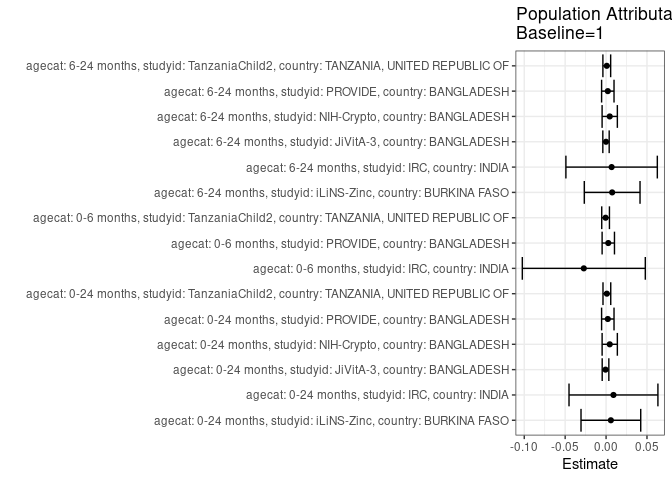 Population Attributa
Baseline=1
agecat: 6-24 months, studyid: TanzaniaChild2, country: TANZANIA, UNITED REPUBLIC OF
agecat: 6-24 months, studyid: PROVIDE, country: BANGLADESH
agecat: 6-24 months, studyid: NIH-Crypto, country: BANGLADESH
agecat: 6-24 months, studyid: JiVitA-3, country: BANGLADESH
agecat: 6-24 months, studyid: IRC, country: INDIA
agecat: 6-24 months, studyid: iLiNS-Zinc, country: BURKINA FASO
agecat: 0-6 months, studyid: TanzaniaChild2, country: TANZANIA, UNITED REPUBLIC OF
agecat: 0-6 months, studyid: PROVIDE, country: BANGLADESH
agecat: 0-6 months, studyid: IRC, country: INDIA
agecat: 0-24 months, studyid: TanzaniaChild2, country: TANZANIA, UNITED REPUBLIC OF
agecat: 0-24 months, studyid: PROVIDE, country: BANGLADESH
agecat: 0-24 months, studyid: NIH-Crypto, country: BANGLADESH
agecat: 0-24 months, studyid: JiVitA-3, country: BANGLADESH
agecat: 0-24 months, studyid: IRC, country: INDIA
agecat: 0-24 months, studyid: iLiNS-Zinc, country: BURKINA FASO
-0.10 -0.05 0.00 0.05
Estimate